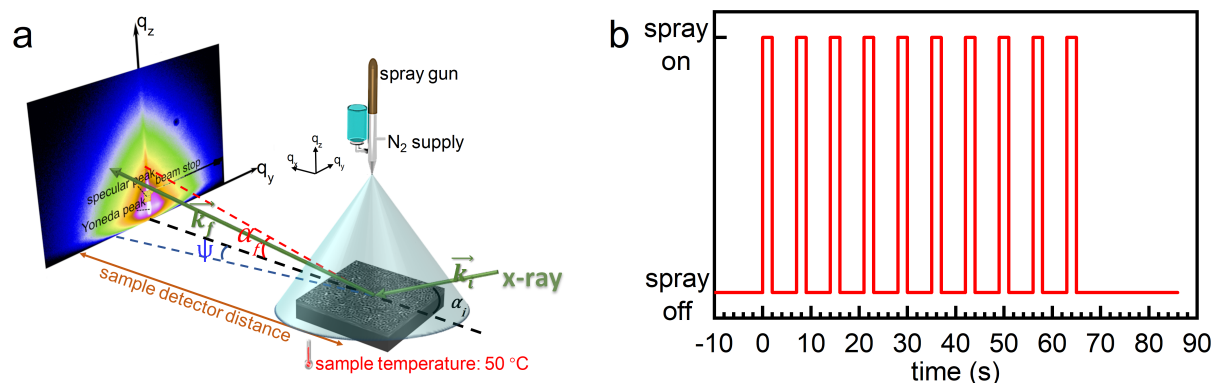 a
q_z
q_y
specular peak
beam stop
Yoneda peak
k_f
α_f
Ψ
sample detector distance
spray gun
N₂ supply
q_z
q_x
q_y
k_i
x-ray
α_i
sample temperature: 50 °C
b
spray
on
spray
off
-10 0 10 20 30 40 50 60 70 80 90
time (s)